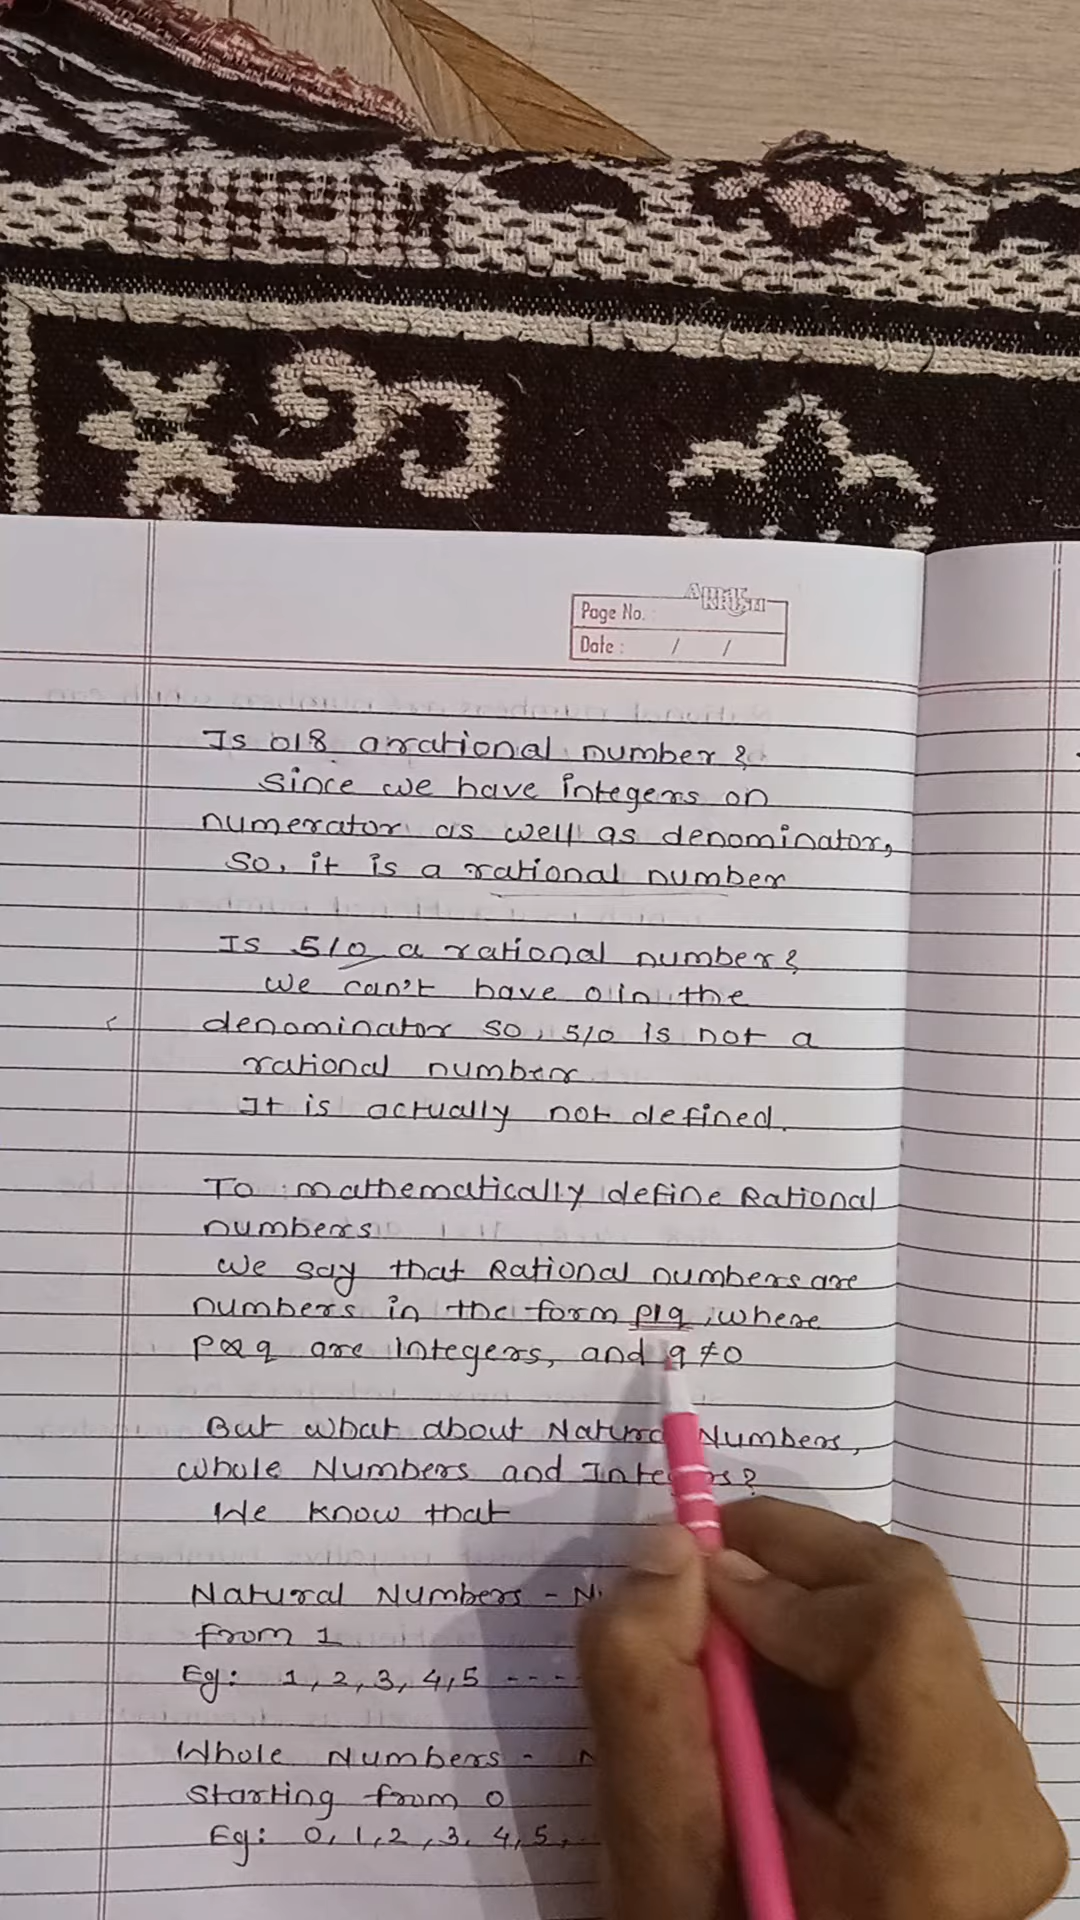 Page No.
Date : / /
Is 0/8 a rational number?
since we have integers on
numerator as well as denominator,
So, it is a rational number
Is 5/0 a rational number?
We can't have 0 in the
denominator so, 5/0 is not a
rational number
It is actually not defined.
To mathematically define Rational
numbers
We say that Rational numbers are
numbers in the form p/q , where
p & q are integers, and q ≠ 0
But what about Natural Numbers,
Whole Numbers and Integers?
We know that
Natural Numbers -
from 1
Eg: 1, 2, 3, 4, 5 ----
Whole Numbers -
Starting from 0
Eg: 0, 1, 2, 3, 4, 5,